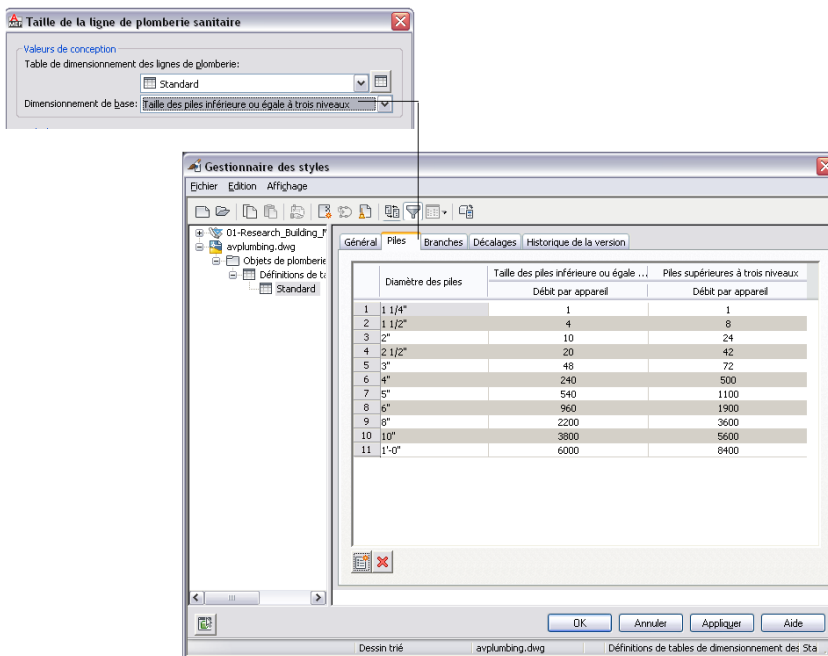 Taille de la ligne de plomberie sanitaire
Valeurs de conception
Table de dimensionnement des lignes de plomberie:
Standard
Dimensionnement de base: Taille des piles inférieure ou égale à trois niveaux
Gestionnaire des styles
Fichier Edition Affichage
01-Research_Building_
avplumbing.dwg
Objets de plomberie
Définitions de ta
Standard
Général Piles Branches Décalages Historique de la version
Diamètre des piles Taille des piles inférieure ou égale ... Piles supérieures à trois niveaux
Débit par appareil Débit par appareil
1 1 1/4" 1 1
2 1 1/2" 4 8
3 2" 10 24
4 2 1/2" 20 42
5 3" 48 72
6 4" 240 500
7 5" 540 1100
8 6" 960 1900
9 8" 2200 3600
10 10" 3800 5600
11 1'-0" 6000 8400
OK Annuler Appliquer Aide
Dessin trié avplumbing.dwg Définitions de tables de dimensionnement des Sta